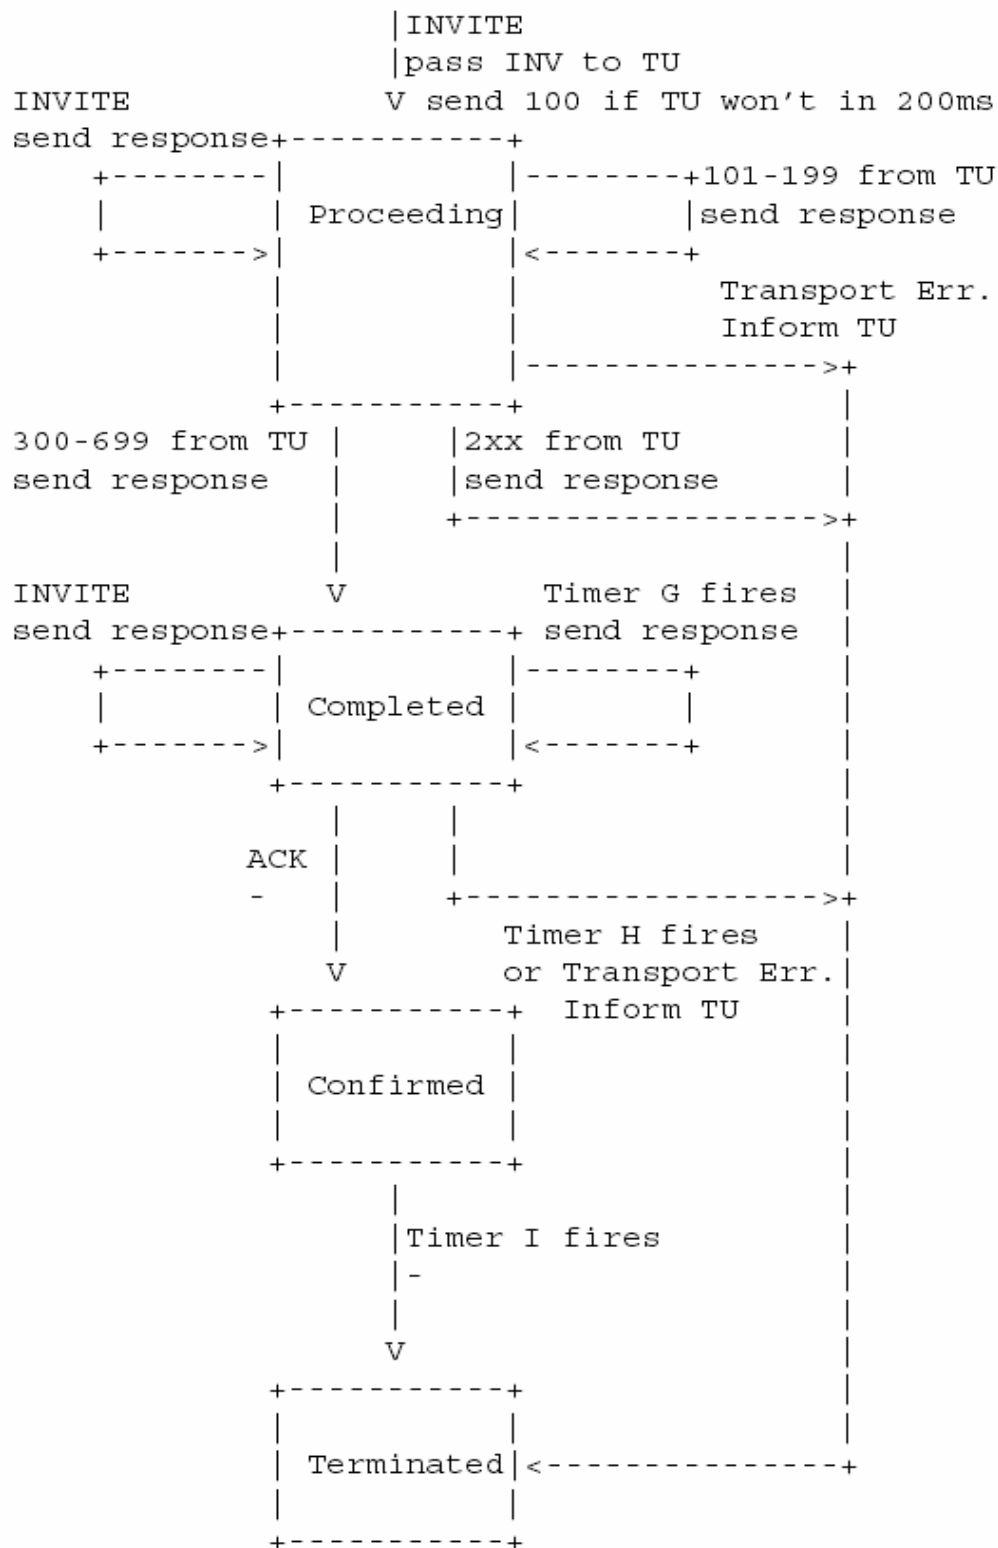 |INVITE
|pass INV to TU
INVITE V send 100 if TU won't in 200ms
send response+-----------+
+--------| |--------+101-199 from TU
| | Proceeding| |send response
+------->| |<-------+
| | Transport Err.
| | Inform TU
| |--------------->+
+-----------+ |
300-699 from TU | |2xx from TU |
send response | |send response |
| +------------------>+
| |
INVITE V Timer G fires |
send response+-----------+ send response |
+--------| |--------+ |
| | Completed | | |
+------->| |<-------+ |
+-----------+ |
| | |
ACK | | |
- | +------------------>+
| Timer H fires |
V or Transport Err.|
+-----------+ Inform TU |
| | |
| Confirmed | |
| | |
+-----------+ |
| |
|Timer I fires |
|- |
| |
V |
+-----------+ |
| | |
| Terminated|<---------------+
| |
+-----------+